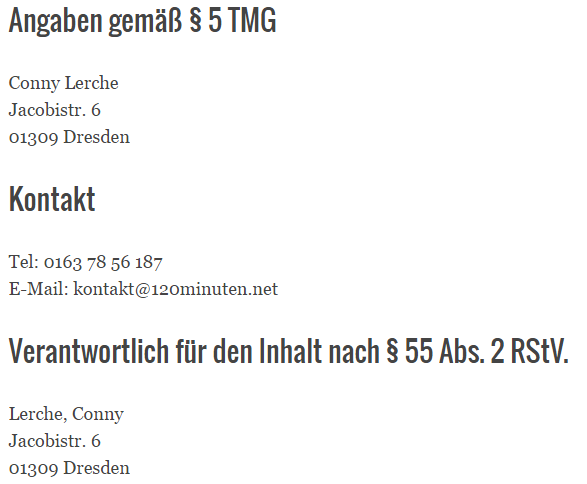 Angaben gemäß § 5 TMG
Conny Lerche
Jacobistr. 6
01309 Dresden
Kontakt
Tel: 0163 78 56 187
E-Mail: kontakt@120minuten.net
Verantwortlich für den Inhalt nach § 55 Abs. 2 RStV.
Lerche, Conny
Jacobistr. 6
01309 Dresden